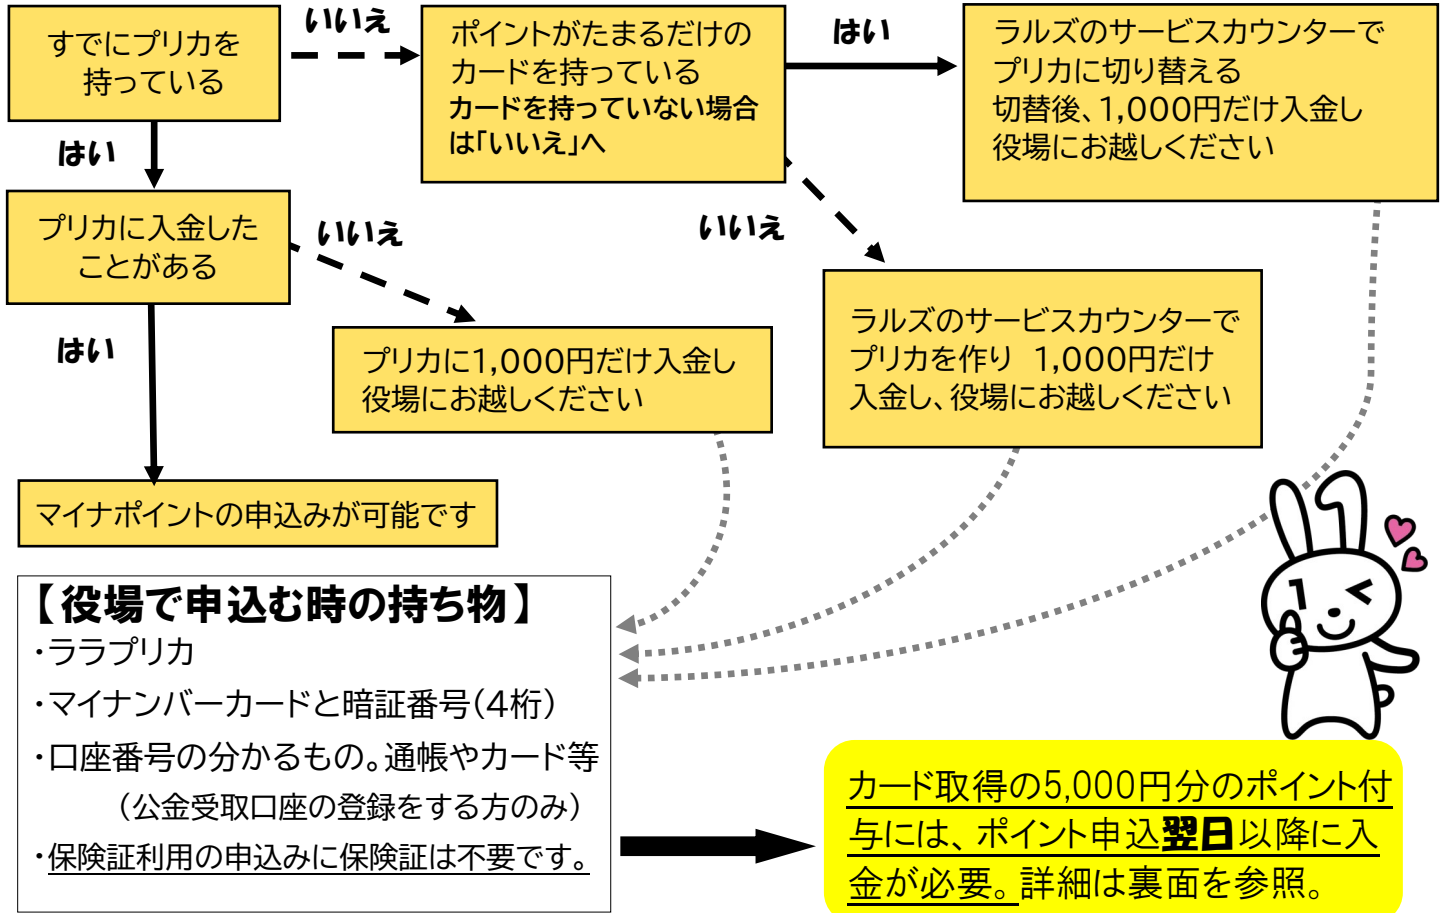 すでにプリカを
持っている
いいえ
ポイントがたまるだけの
カードを持っている
カードを持っていない場合
は「いいえ」へ
はい
ラルズのサービスカウンターで
プリカに切り替える
切替後、1,000円だけ入金し
役場にお越しください
はい
プリカに入金した
ことがある
いいえ
いいえ
はい
プリカに1,000円だけ入金し
役場にお越しください
ラルズのサービスカウンターで
プリカを作り　1,000円だけ
入金し、役場にお越しください
マイナポイントの申込みが可能です
【役場で申込む時の持ち物】
・ララプリカ
・マイナンバーカードと暗証番号(4桁)
・口座番号の分かるもの。通帳やカード等
（公金受取口座の登録をする方のみ）
・保険証利用の申込みに保険証は不要です。
カード取得の5,000円分のポイント付
与には、ポイント申込翌日以降に入
金が必要。詳細は裏面を参照。